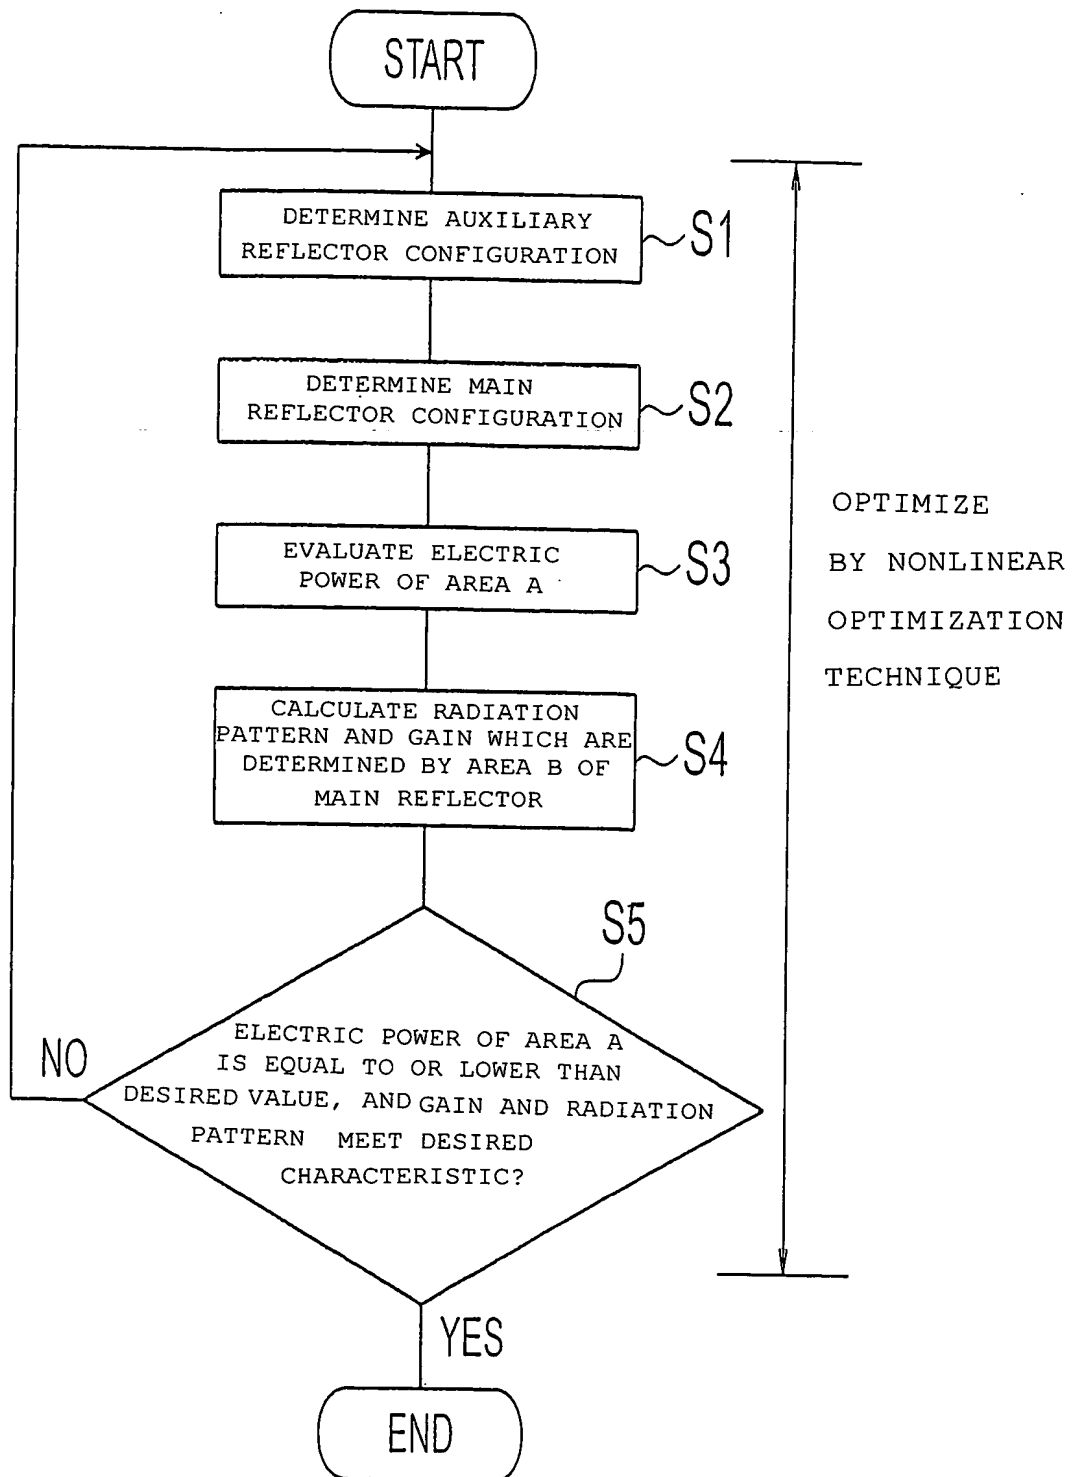 START
DETERMINE AUXILIARY
REFLECTOR CONFIGURATION
S1
DETERMINE MAIN
REFLECTOR CONFIGURATION
S2
EVALUATE ELECTRIC
POWER OF AREA A
S3
CALCULATE RADIATION
PATTERN AND GAIN WHICH ARE
DETERMINED BY AREA B OF
MAIN REFLECTOR
S4
OPTIMIZE
BY NONLINEAR
OPTIMIZATION
TECHNIQUE
S5
ELECTRIC POWER OF AREA A
IS EQUAL TO OR LOWER THAN
DESIRED VALUE, AND GAIN AND RADIATION
PATTERN MEET DESIRED
CHARACTERISTIC?
NO
YES
END